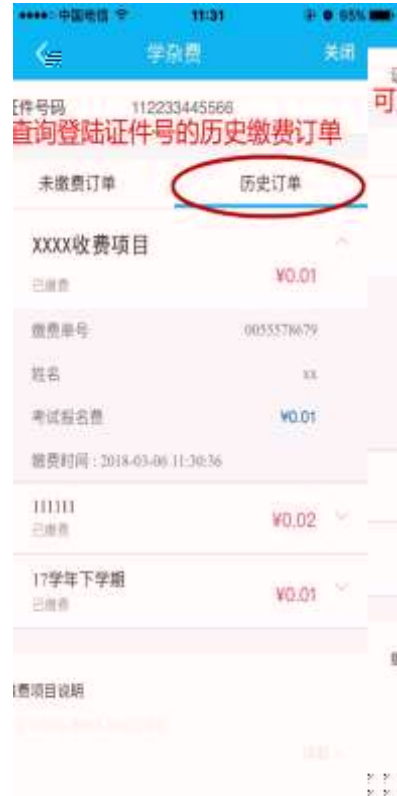 中国电信 11:31 65%
学杂费 关闭
证件号码 112233445566
可
查询登陆证件号的历史缴费订单
未缴费订单 历史订单
XXXX收费项目
已缴费 ¥0.01
缴费单号 0055578679
姓名 xx
考试报名费 ¥0.01
缴费时间 : 2018-03-06 11:30:36
111111
已缴费 ¥0.02
17学年下学期
已缴费 ¥0.01
费项目说明